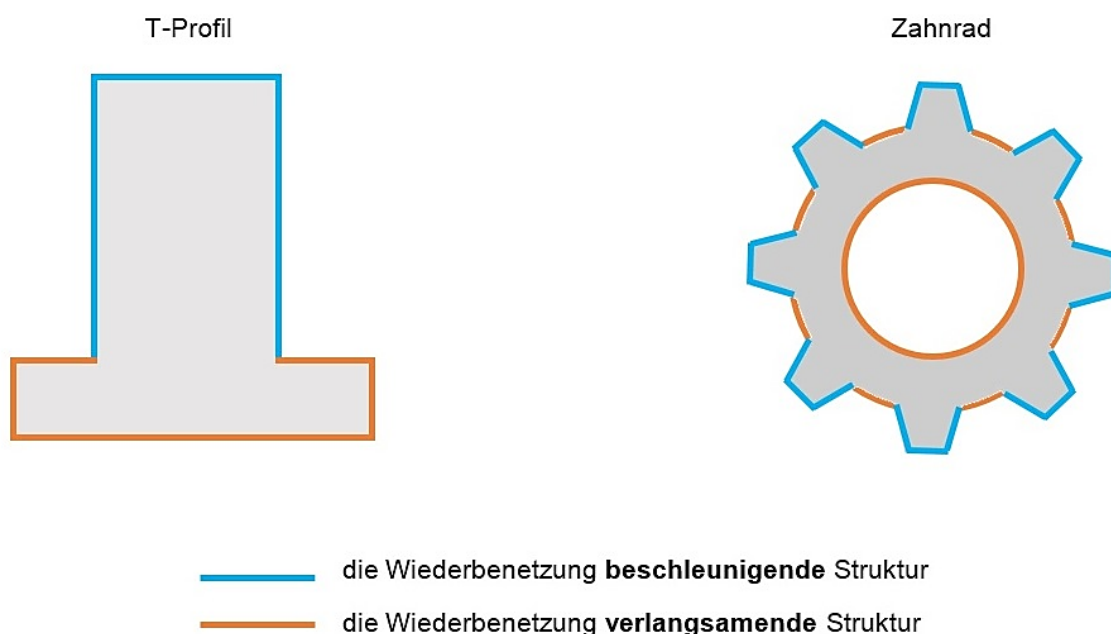 T-Profil
Zahnrad
die Wiederbenetzung beschleunigende Struktur
die Wiederbenetzung verlangsamende Struktur